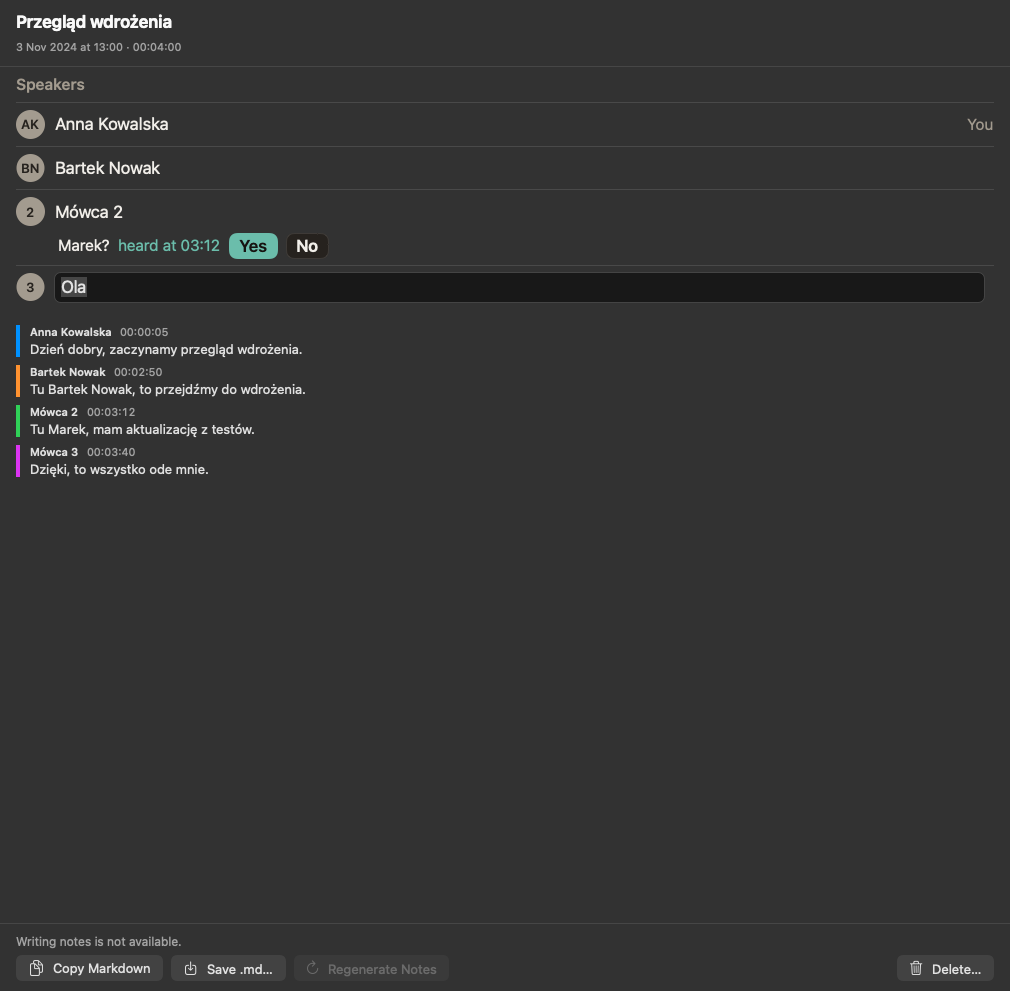 Przegląd wdrożenia
3 Nov 2024 at 13:00 · 00:04:00
Speakers
AK Anna Kowalska You
BN Bartek Nowak
2 Mówca 2
Marek? heard at 03:12 Yes No
3 Ola
Anna Kowalska 00:00:05
Dzień dobry, zaczynamy przegląd wdrożenia.
Bartek Nowak 00:02:50
Tu Bartek Nowak, to przejdźmy do wdrożenia.
Mówca 2 00:03:12
Tu Marek, mam aktualizację z testów.
Mówca 3 00:03:40
Dzięki, to wszystko ode mnie.
Writing notes is not available.
Copy Markdown Save .md... Regenerate Notes Delete...